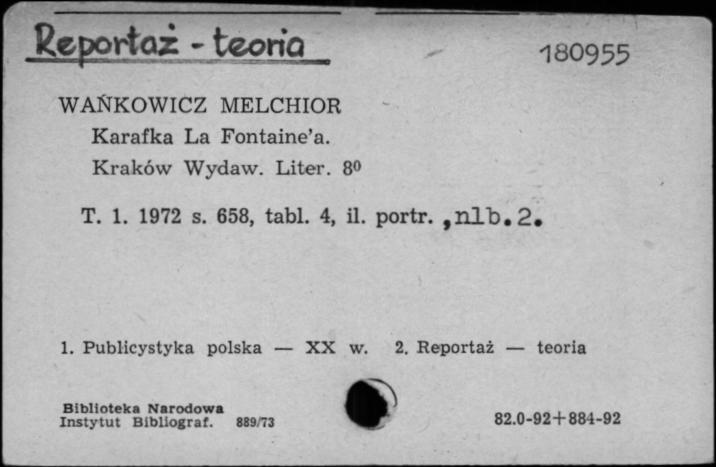 Reportaż - teoria
180955
WAŃKOWICZ MELCHIOR
Karafka La Fontaine'a.
Kraków Wydaw. Liter. 8⁰
T. 1. 1972 s. 658, tabl. 4, il. portr. ,nlb.2.
1. Publicystyka polska — XX w. 2. Reportaż — teoria
Biblioteka Narodowa
Instytut Bibliograf. 889/73
82.0-92+884-92